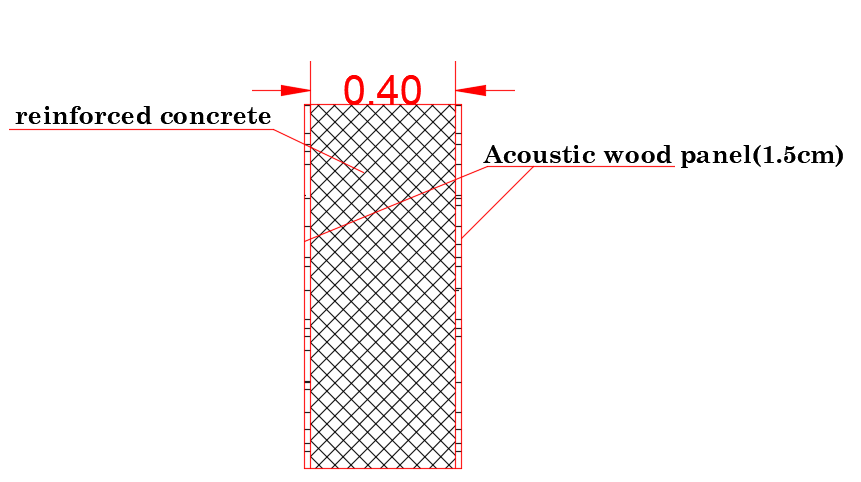 0.40
reinforced concrete
Acoustic wood panel(1.5cm)